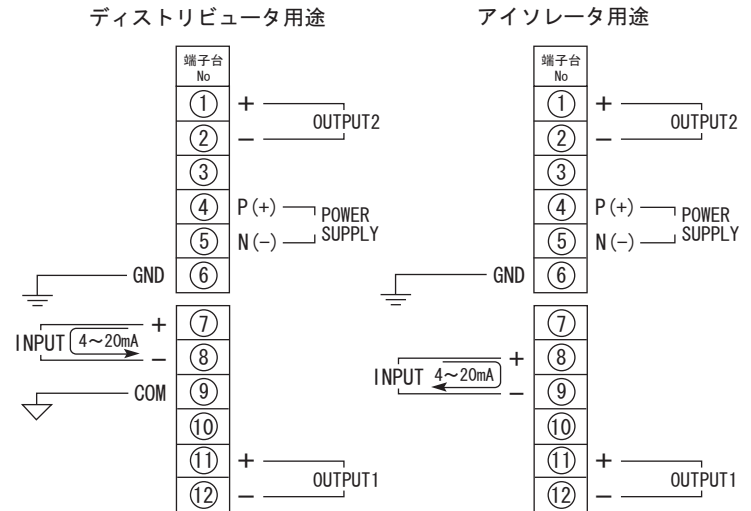 ディストリビュータ用途
端子台
No
① + OUTPUT2
② −
③
④ P(+) POWER
⑤ N(−) SUPPLY
GND ⑥
+ ⑦
INPUT 4～20mA
− ⑧
COM ⑨
⑩
⑪ + OUTPUT1
⑫ −
アイソレータ用途
端子台
No
① + OUTPUT2
② −
③
④ P(+) POWER
⑤ N(−) SUPPLY
GND ⑥
⑦
+ ⑧
INPUT 4～20mA
− ⑨
⑩
⑪ + OUTPUT1
⑫ −